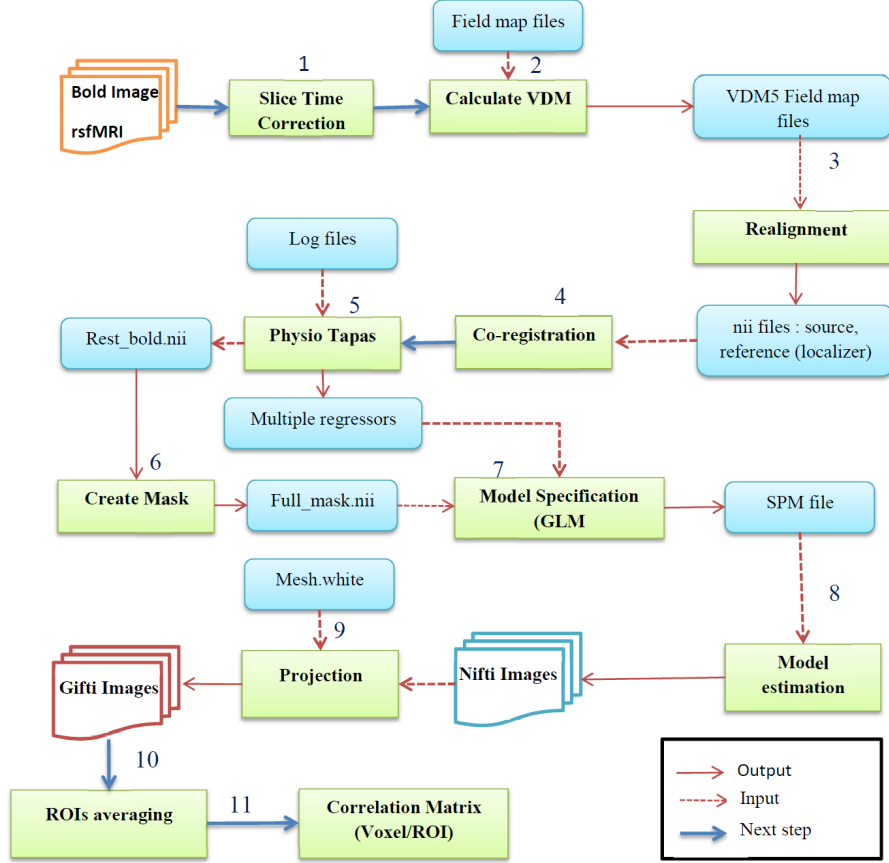 Field map files
1
2
Bold Image
rsfMRI
Slice Time
Correction
Calculate VDM
VDM5 Field map
files
3
Log files
Realignment
5
4
Rest_bold.nii
Physio Tapas
Co-registration
nii files : source,
reference (localizer)
Multiple regressors
6
7
Create Mask
Full_mask.nii
Model Specification
(GLM
SPM file
Mesh.white
8
9
Gifti Images
Projection
Nifti Images
Model
estimation
10
ROIs averaging
11
Correlation Matrix
(Voxel/ROI)
Output
Input
Next step